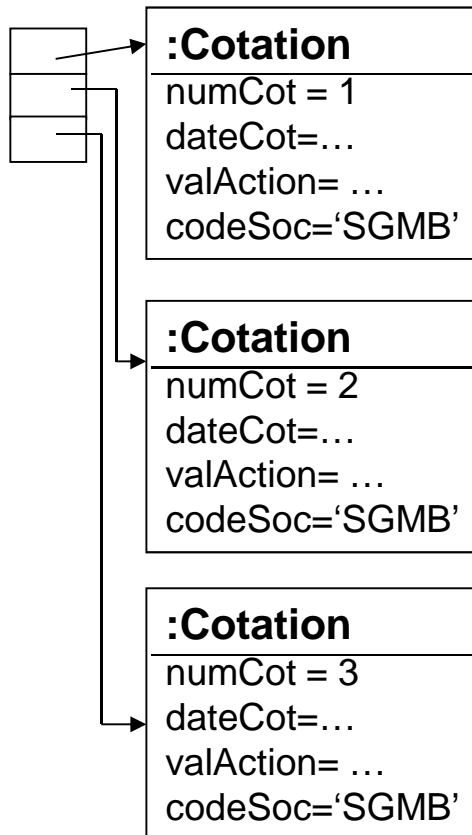 :Cotation
numCot = 1
dateCot=…
valAction= …
codeSoc=‘SGMB’
:Cotation
numCot = 2
dateCot=…
valAction= …
codeSoc=‘SGMB’
:Cotation
numCot = 3
dateCot=…
valAction= …
codeSoc=‘SGMB’